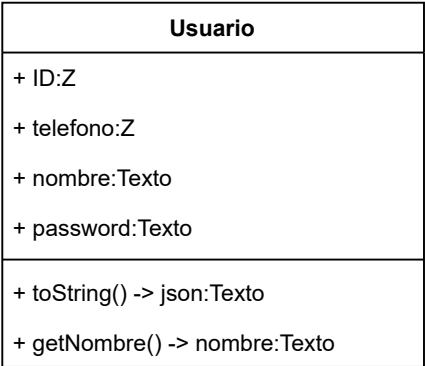 Usuario
+ ID:Z
+ telefono:Z
+ nombre:Texto
+ password:Texto
+ toString() -> json:Texto
+ getNombre() -> nombre:Texto